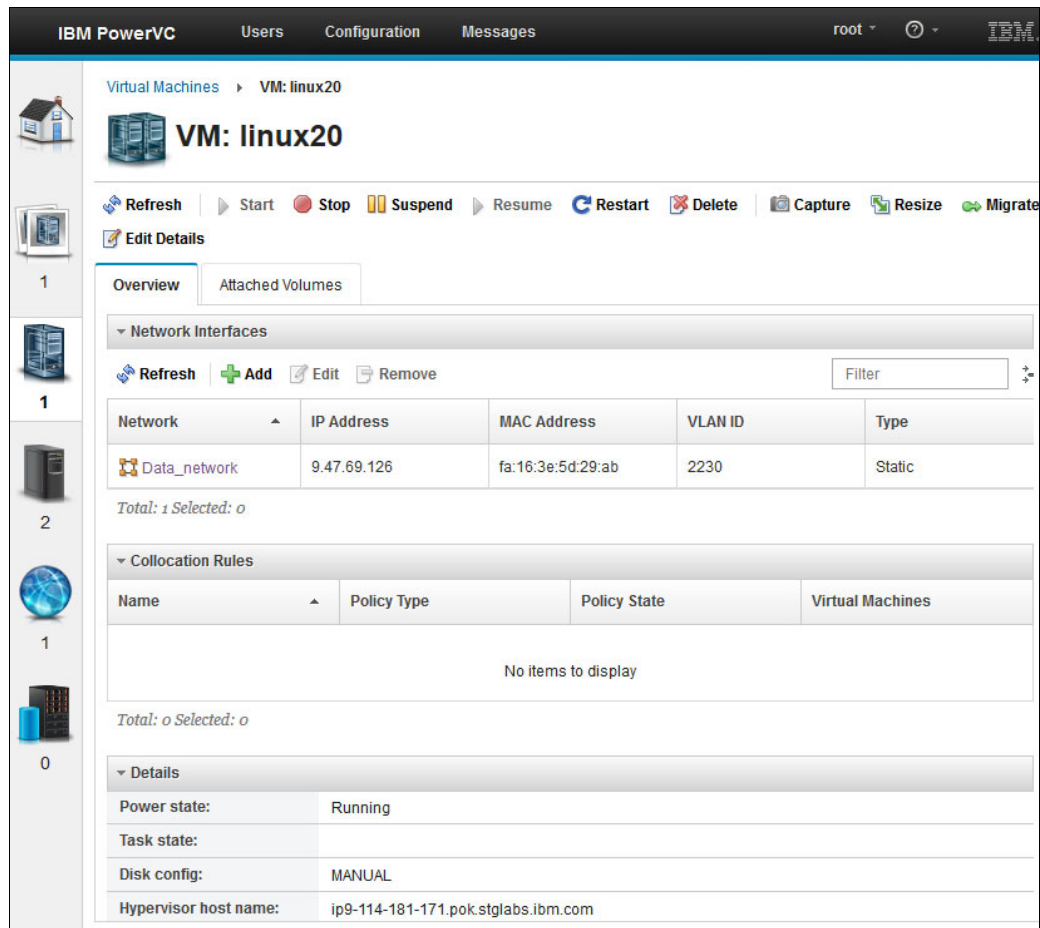 IBM PowerVC Users Configuration Messages root ? IBM.
Virtual Machines VM: linux20
VM: linux20
Refresh Start Stop Suspend Resume Restart Delete Capture Resize Migrate
Edit Details
Overview Attached Volumes
Network Interfaces
Refresh Add Edit Remove Filter
Network IP Address MAC Address VLAN ID Type
Data_network 9.47.69.126 fa:16:3e:5d:29:ab 2230 Static
Total: 1 Selected: 0
Collocation Rules
Name Policy Type Policy State Virtual Machines
No items to display
Total: 0 Selected: 0
Details
Power state: Running
Task state:
Disk config: MANUAL
Hypervisor host name: ip9-114-181-171.pok.stglabs.ibm.com
1
1
2
1
0